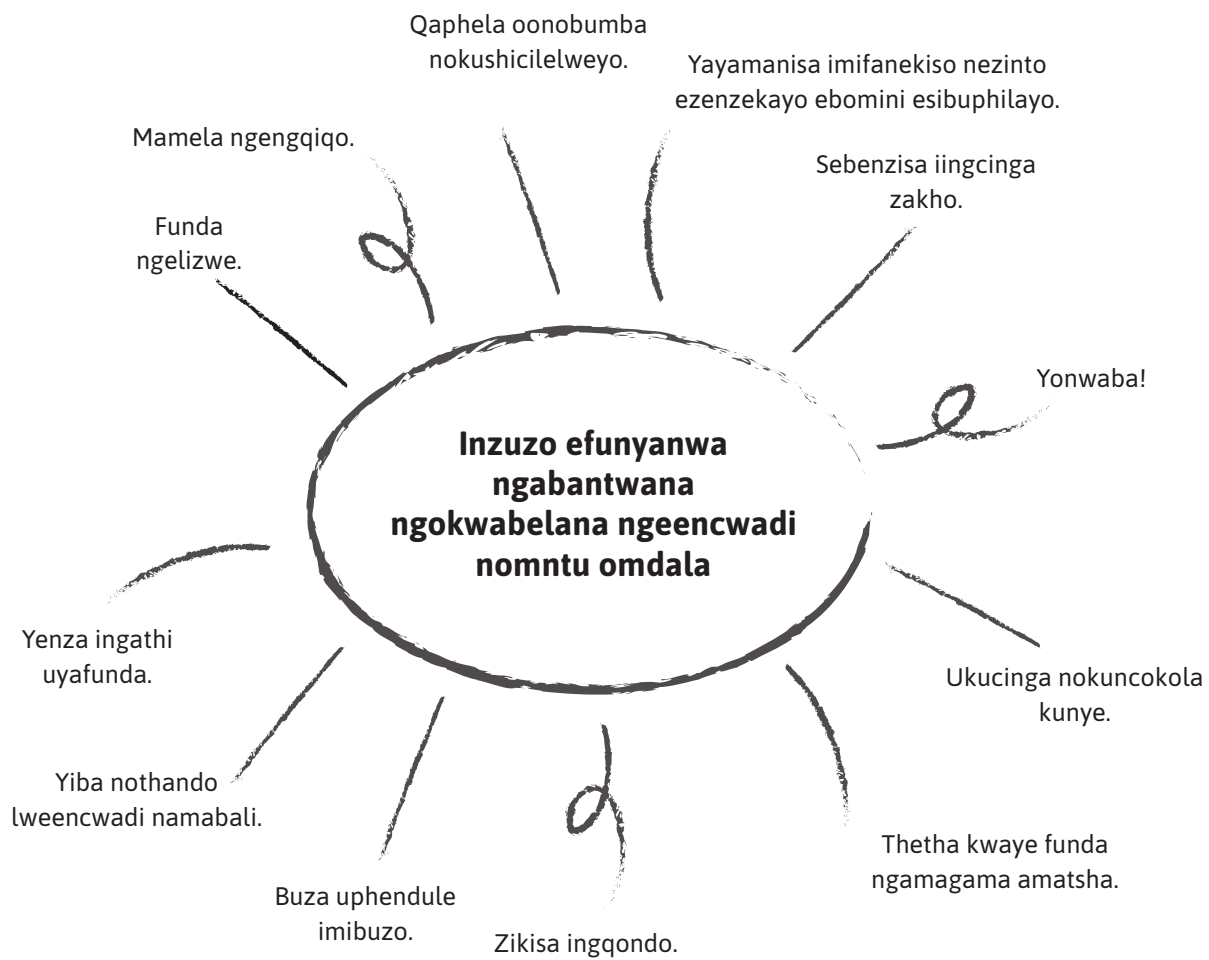 Qaphela oonobumba
nokushicilelweyo.
Yayamanisa imifanekiso nezinto
ezenzekayo ebomini esibuphilayo.
Mamela ngengqiqo.
Sebenzisa iingcinga
zakho.
Funda
ngelizwe.
Yonwaba!
Inzuzo efunyanwa
ngabantwana
ngokwabelana ngeencwadi
nomntu omdala
Yenza ingathi
uyafunda.
Ukucinga nokuncokola
kunye.
Yiba nothando
lweencwadi namabali.
Thetha kwaye funda
ngamagama amatsha.
Buza uphendule
imibuzo.
Zikisa ingqondo.